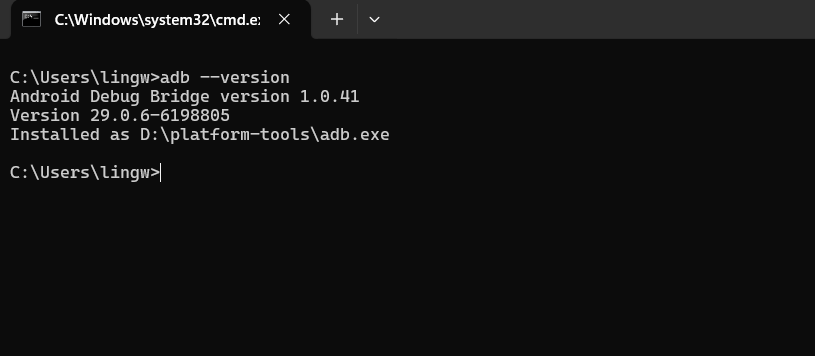 C:\Windows\system32\cmd.e
C:\Users\lingw>adb --version
Android Debug Bridge version 1.0.41
Version 29.0.6-6198805
Installed as D:\platform-tools\adb.exe
C:\Users\lingw>